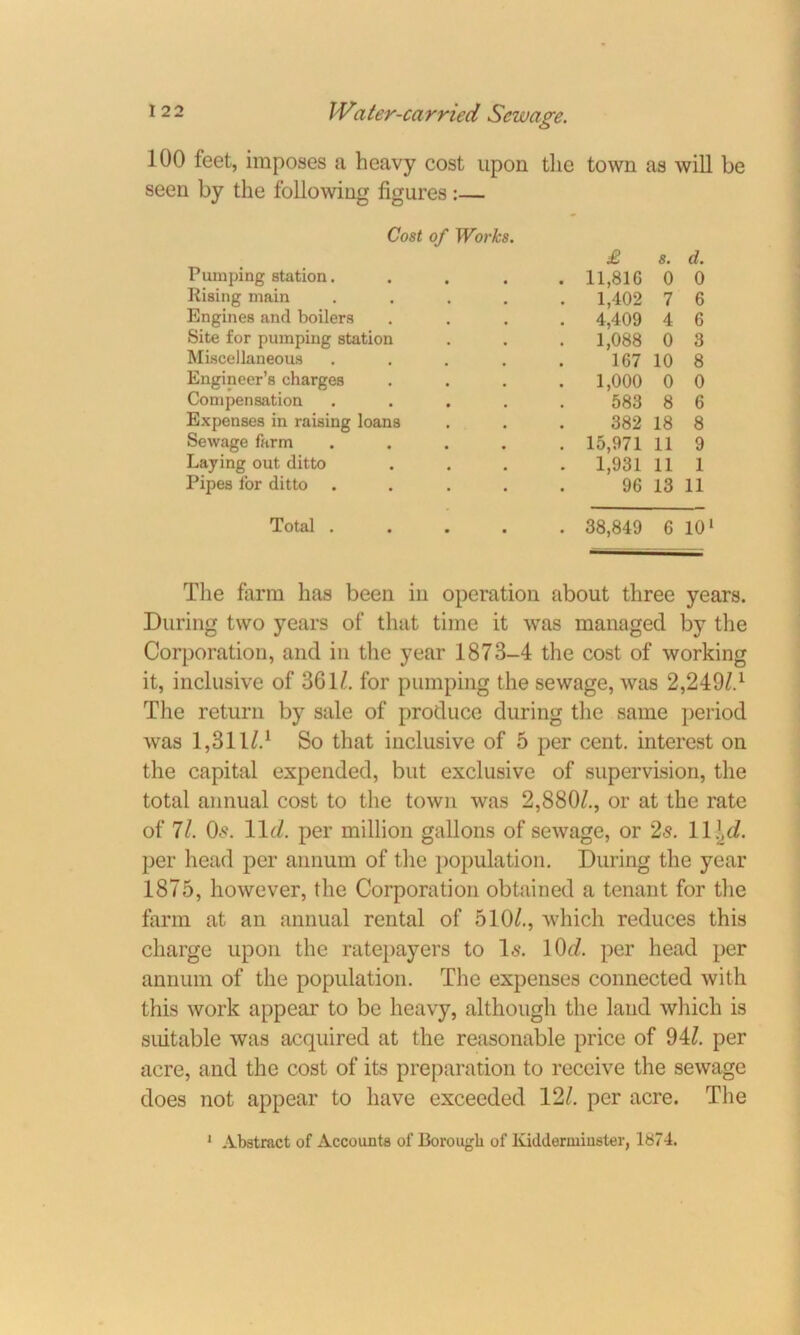 122 Water-carried Sewage.
100 feet, imposes a heavy cost upon the town as will be
seen by the following figures:—
Cost of Works.
£ s. d.
Pumping station. . . . . 11,816 0 0
Rising main . . . . . 1,402 7 6
Engines and boilers . . . . 4,409 4 6
Site for pumping station . . . 1,088 0 3
Miscellaneous . . . . . 167 10 8
Engineer's charges . . . . 1,000 0 0
Compensation . . . . . 583 8 6
Expenses in raising loans . . . 382 18 8
Sewage farm . . . . . 15,971 11 9
Laying out ditto . . . . 1,931 11 1
Pipes for ditto . . . . . 96 13 11
Total . . . . . 38,849 6 10¹
The farm has been in operation about three years.
During two years of that time it was managed by the
Corporation, and in the year 1873–4 the cost of working
it, inclusive of 361l. for pumping the sewage, was 2,249l.¹
The return by sale of produce during the same period
was 1,311l.¹ So that inclusive of 5 per cent. interest on
the capital expended, but exclusive of supervision, the
total annual cost to the town was 2,880l., or at the rate
of 7l. 0s. 11d. per million gallons of sewage, or 2s. 11½d.
per head per annum of the population. During the year
1875, however, the Corporation obtained a tenant for the
farm at an annual rental of 510l., which reduces this
charge upon the ratepayers to 1s. 10d. per head per
annum of the population. The expenses connected with
this work appear to be heavy, although the land which is
suitable was acquired at the reasonable price of 94l. per
acre, and the cost of its preparation to receive the sewage
does not appear to have exceeded 12l. per acre. The
¹ Abstract of Accounts of Borough of Kidderminster, 1874.